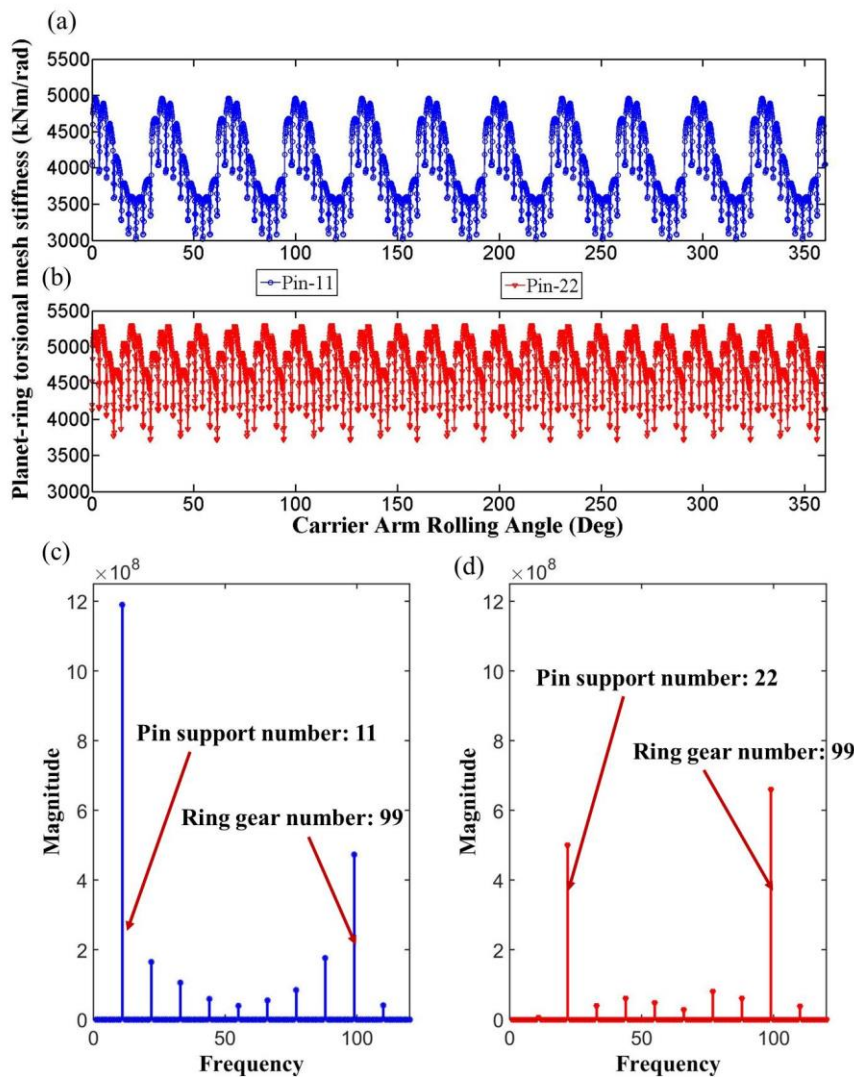 (a)
Planet-ring torsional mesh stiffness (kNm/rad)
5500
5000
4500
4000
3500
3000
0 50 100 150 200 250 300 350
(b)
Pin-11
Pin-22
5500
5000
4500
4000
3500
3000
0 50 100 150 200 250 300 350
Carrier Arm Rolling Angle (Deg)
(c)
×10^8
12
10
8
6
4
2
0
Magnitude
Pin support number: 11
Ring gear number: 99
0 50 100
Frequency
(d)
×10^8
12
10
8
6
4
2
0
Magnitude
Pin support number: 22
Ring gear number: 99
0 50 100
Frequency